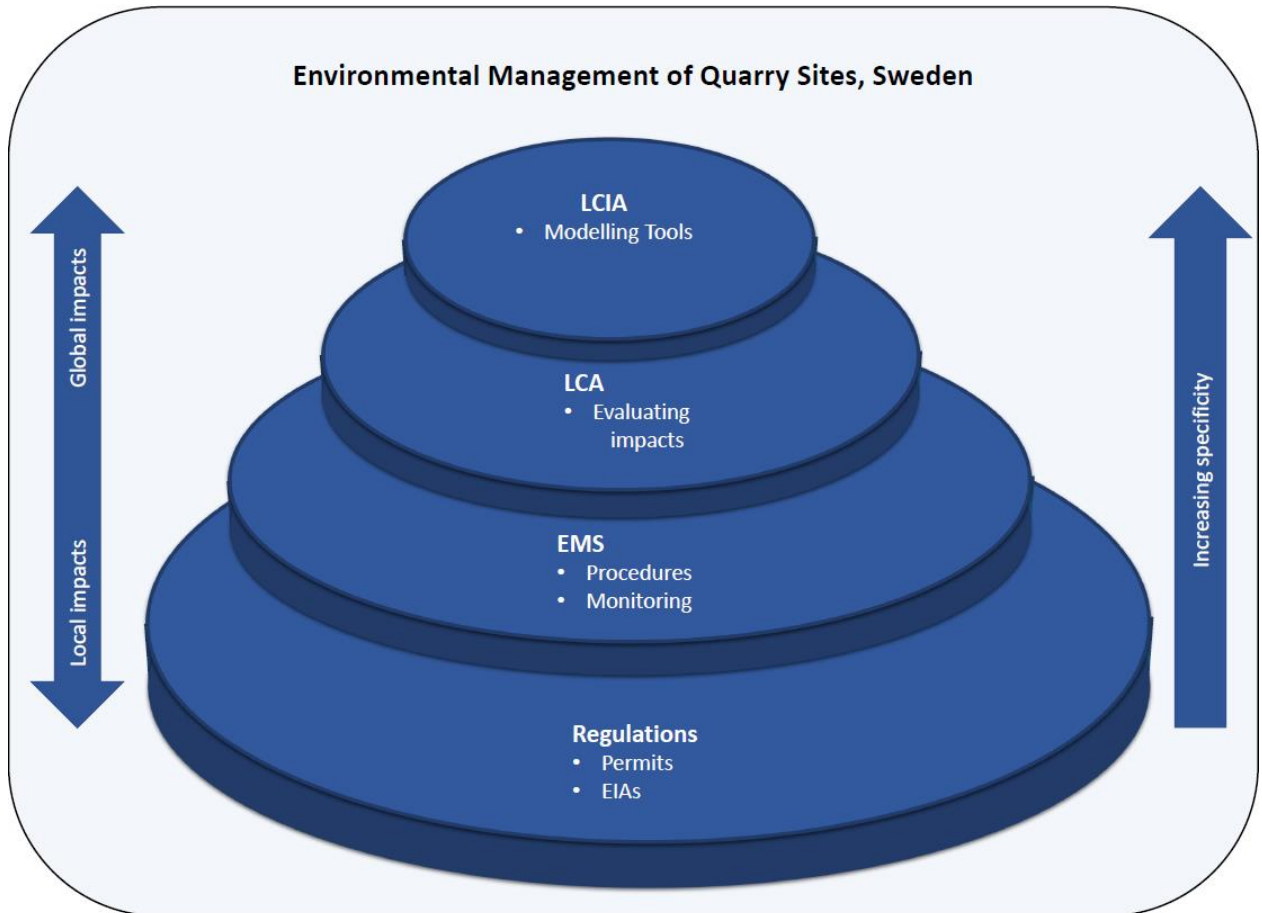 Environmental Management of Quarry Sites, Sweden
LCIA
• Modelling Tools
LCA
• Evaluating
impacts
EMS
• Procedures
• Monitoring
Regulations
• Permits
• EIAs
Global impacts
Local impacts
Increasing specificity